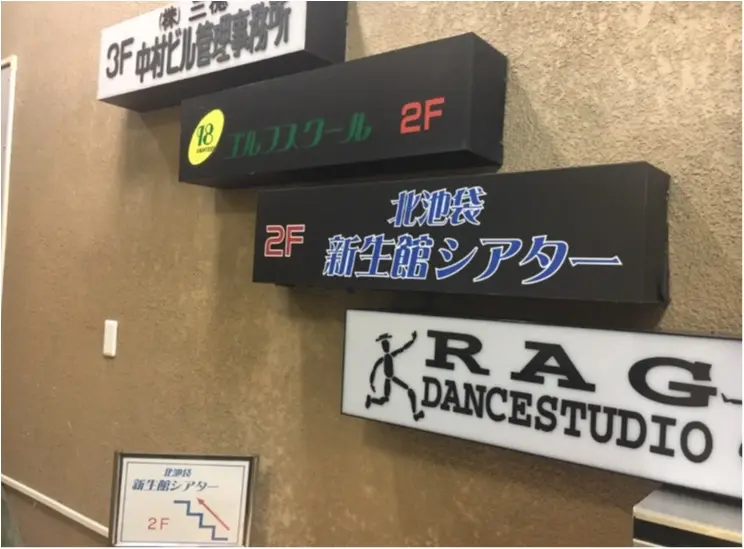 (株)三徳
3F 中村ビル管理事務所
98
エルフスクール 2F
北池袋
2F 新生館シアター
RAG
DANCESTUDIO
北池袋
新生館シアター
2F